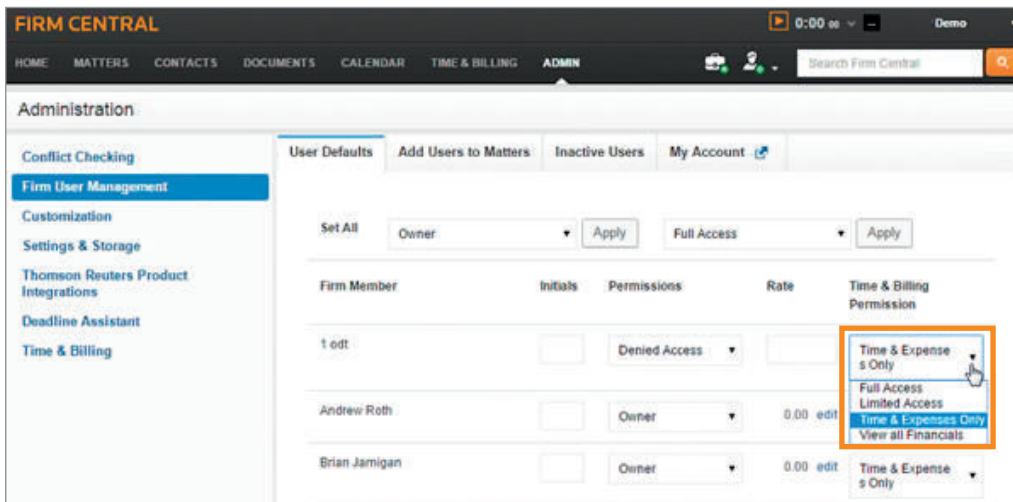 FIRM CENTRAL
0:00 00
Demo
HOME MATTERS CONTACTS DOCUMENTS CALENDAR TIME & BILLING ADMIN
Search Firm Central
Administration
Conflict Checking
Firm User Management
Customization
Settings & Storage
Thomson Reuters Product
Integrations
Deadline Assistant
Time & Billing
User Defaults Add Users to Matters Inactive Users My Account
Set All Owner Apply Full Access Apply
Firm Member Initials Permissions Rate Time & Billing
Permission
1 odt Denied Access Time & Expense
s Only
Full Access
Limited Access
Time & Expenses Only
View all Financials
Andrew Roth Owner 0.00 edit
Brian Jarnigan Owner 0.00 edit Time & Expense
s Only